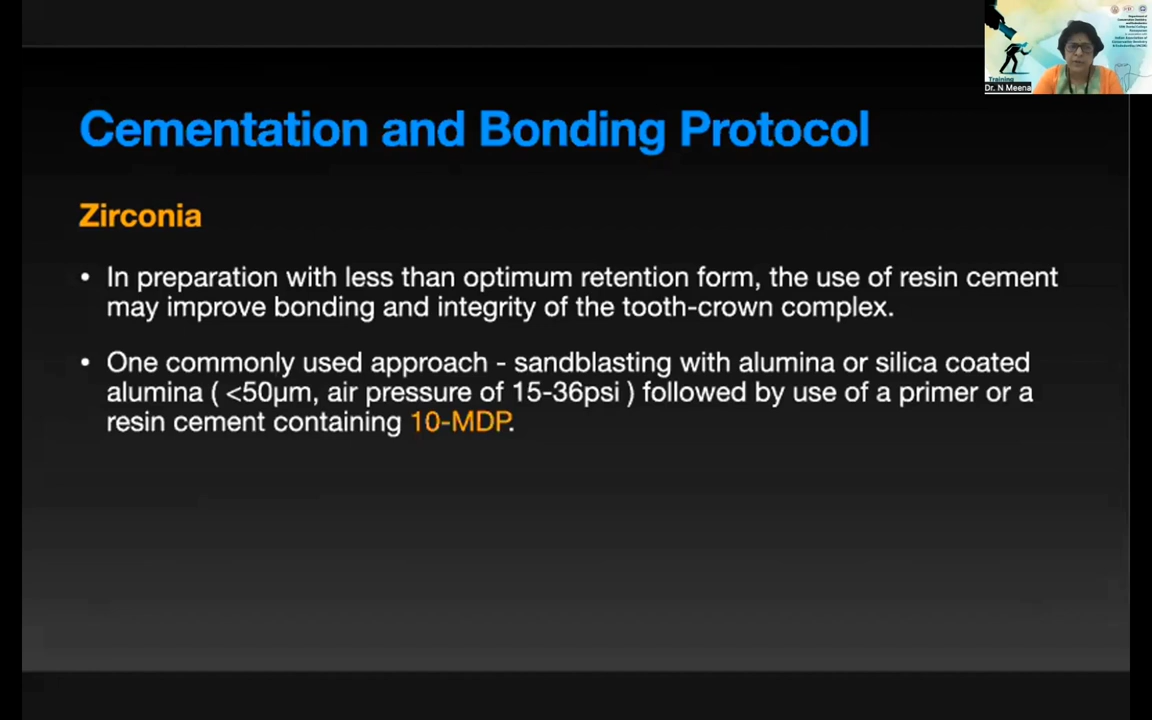 Cementation and Bonding Protocol
Zirconia
• In preparation with less than optimum retention form, the use of resin cement
may improve bonding and integrity of the tooth-crown complex.
• One commonly used approach - sandblasting with alumina or silica coated
alumina ( <50μm, air pressure of 15-36psi ) followed by use of a primer or a
resin cement containing 10-MDP.
Training
Dr. N Meena